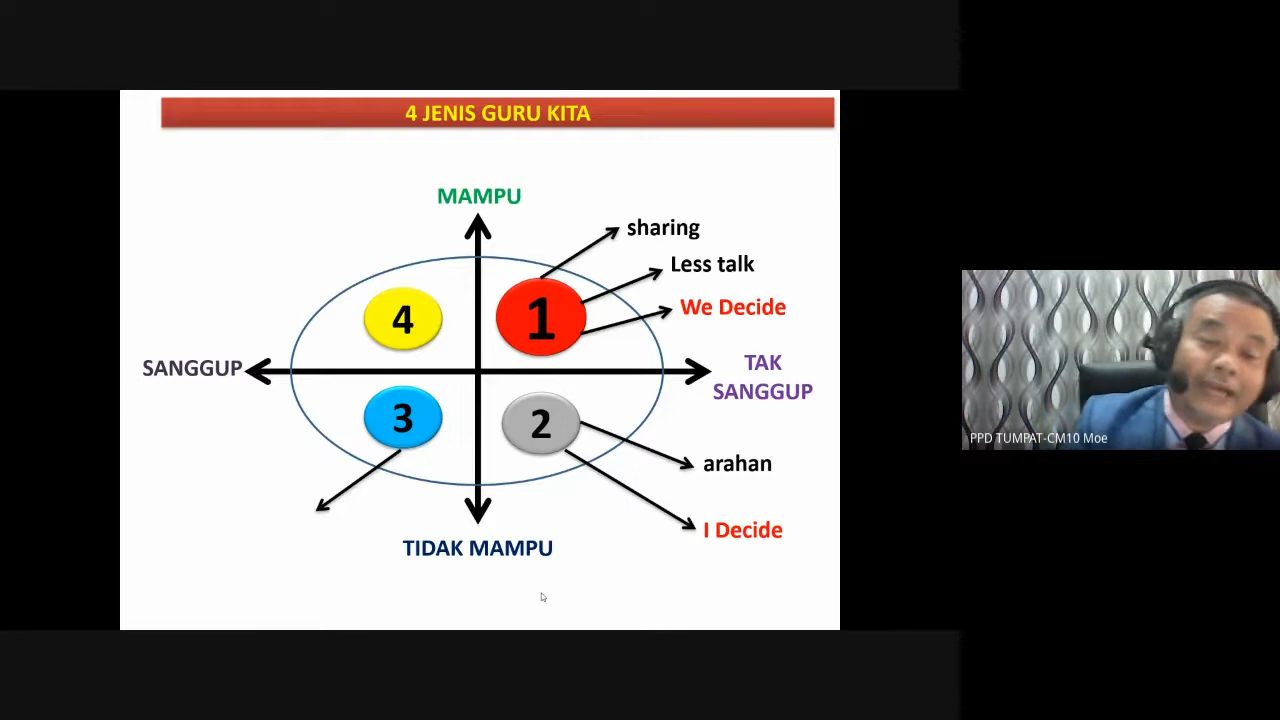 4 JENIS GURU KITA
MAMPU
sharing
Less talk
We Decide
4
1
SANGGUP
TAK
SANGGUP
3
2
arahan
I Decide
TIDAK MAMPU
PPD TUMPAT-CM10 Moe